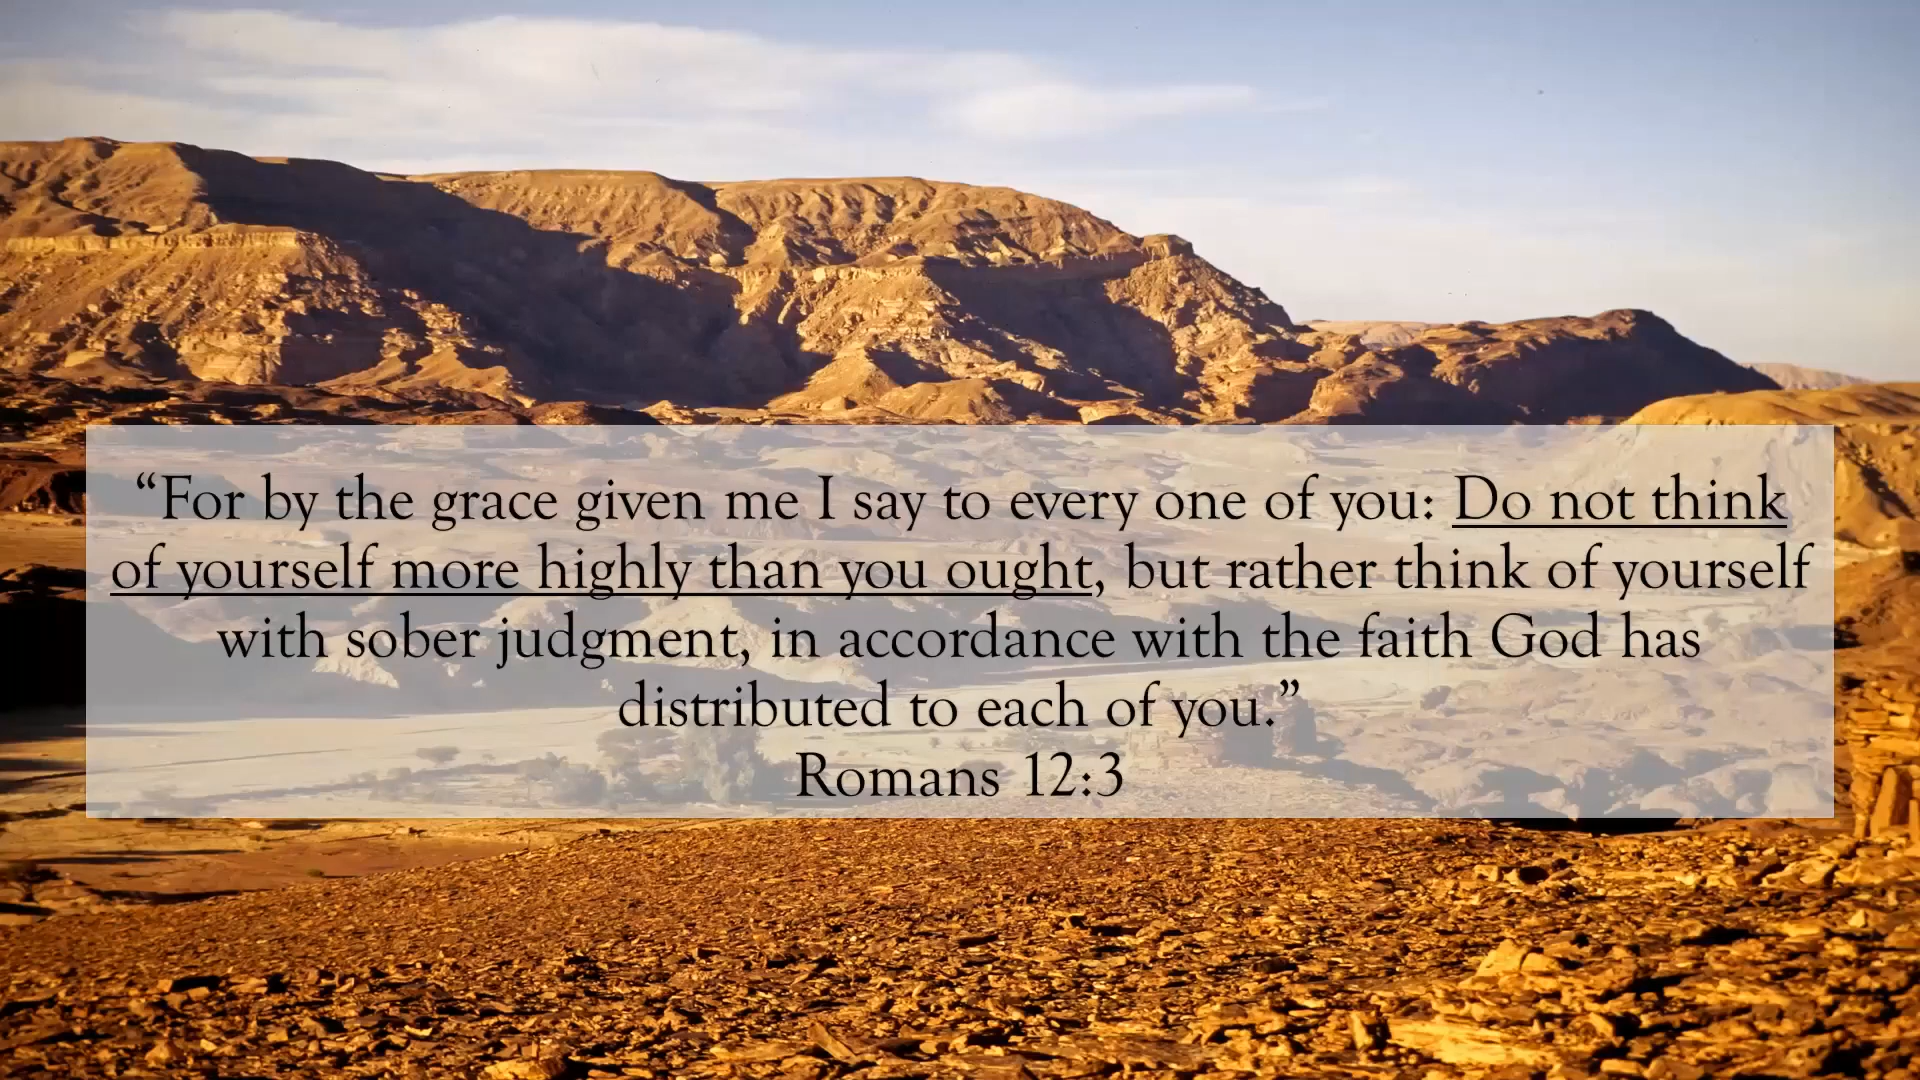 “For by the grace given me I say to every one of you: Do not think
of yourself more highly than you ought, but rather think of yourself
with sober judgment, in accordance with the faith God has
distributed to each of you.”
Romans 12:3